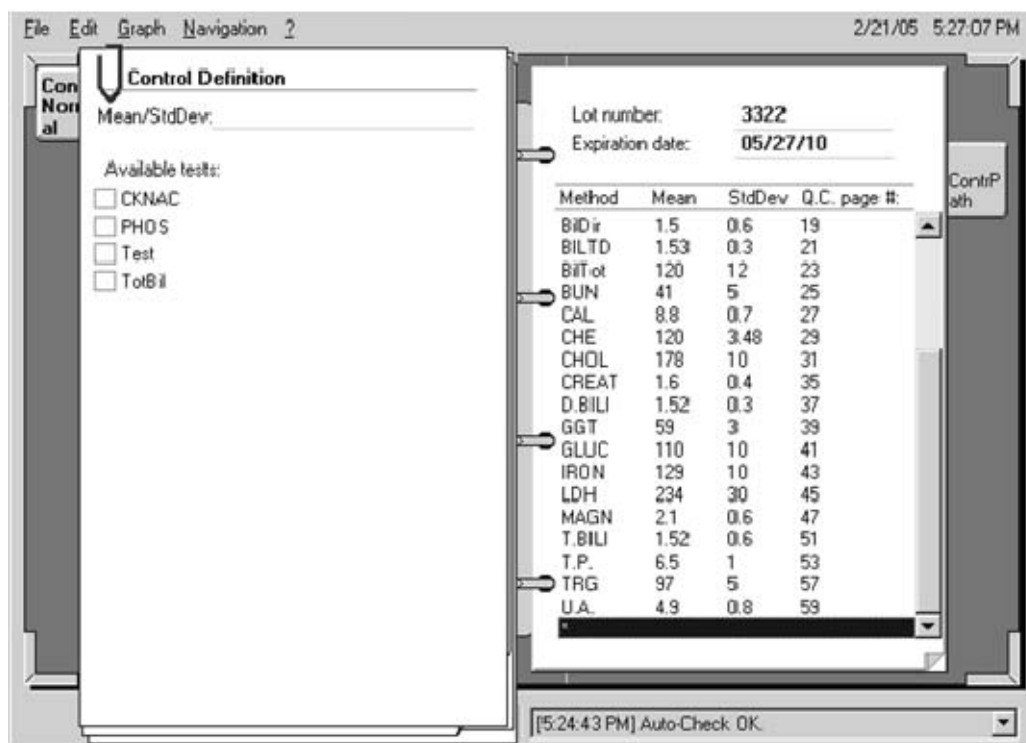 File Edit Graph Navigation ? 2/21/05 5:27:07 PM
Con
Norm
al
Control Definition
Mean/StdDev:
Available tests:
CKNAC
PHOS
Test
TotBil
Lot number: 3322
Expiration date: 05/27/10
Method Mean StdDev Q.C. page #:
BilDir 1.5 0.6 19
BILTD 1.53 0.3 21
BilTot 120 12 23
BUN 41 5 25
CAL 8.8 0.7 27
CHE 120 3.48 29
CHOL 178 10 31
CREAT 1.6 0.4 35
D.BILI 1.52 0.3 37
GGT 59 3 39
GLUC 110 10 41
IRON 129 10 43
LDH 234 30 45
MAGN 2.1 0.6 47
T.BILI 1.52 0.6 51
T.P. 6.5 1 53
TRG 97 5 57
U.A. 4.9 0.8 59
*
ContrP
ath
[5:24:43 PM] Auto-Check OK.